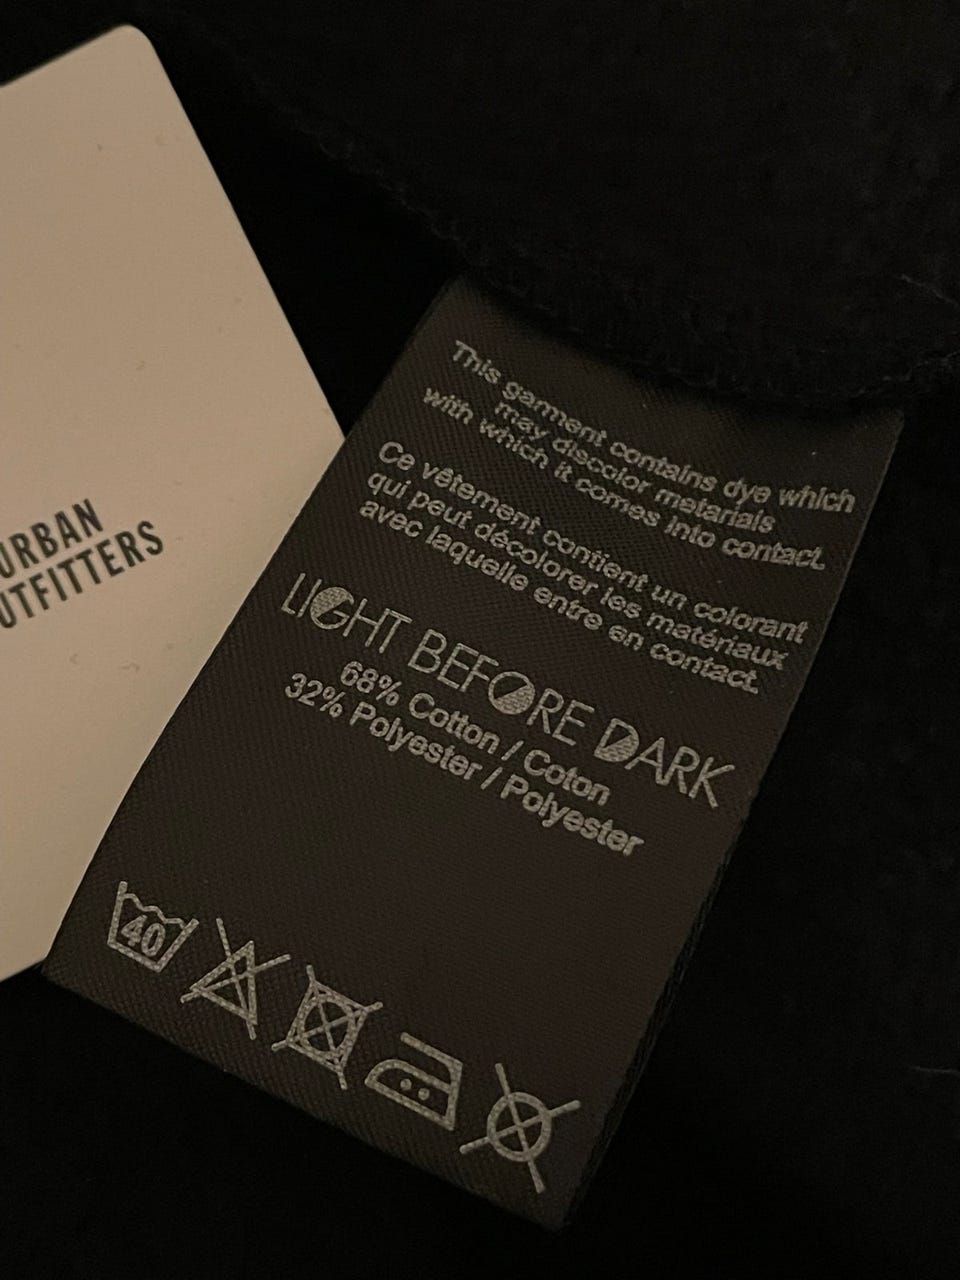 URBAN
OUTFITTERS
This garment contains dye which
may discolor metarials
with which it comes into contact.
Ce vêtement contient un colorant
qui peut décolorer les matériaux
avec laquelle entre en contact.
LIGHT BEFORE DARK
68% Cotton / Coton
32% Polyester / Polyester
40